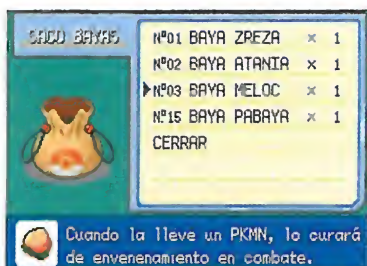 SACO BAYAS
Nº01 BAYA ZREZA × 1
Nº02 BAYA ATANIA × 1
Nº03 BAYA MELOC × 1
Nº15 BAYA PABAYA × 1
CERRAR
Cuando la lleve un PKMN, lo curará
de envenenamiento en combate.